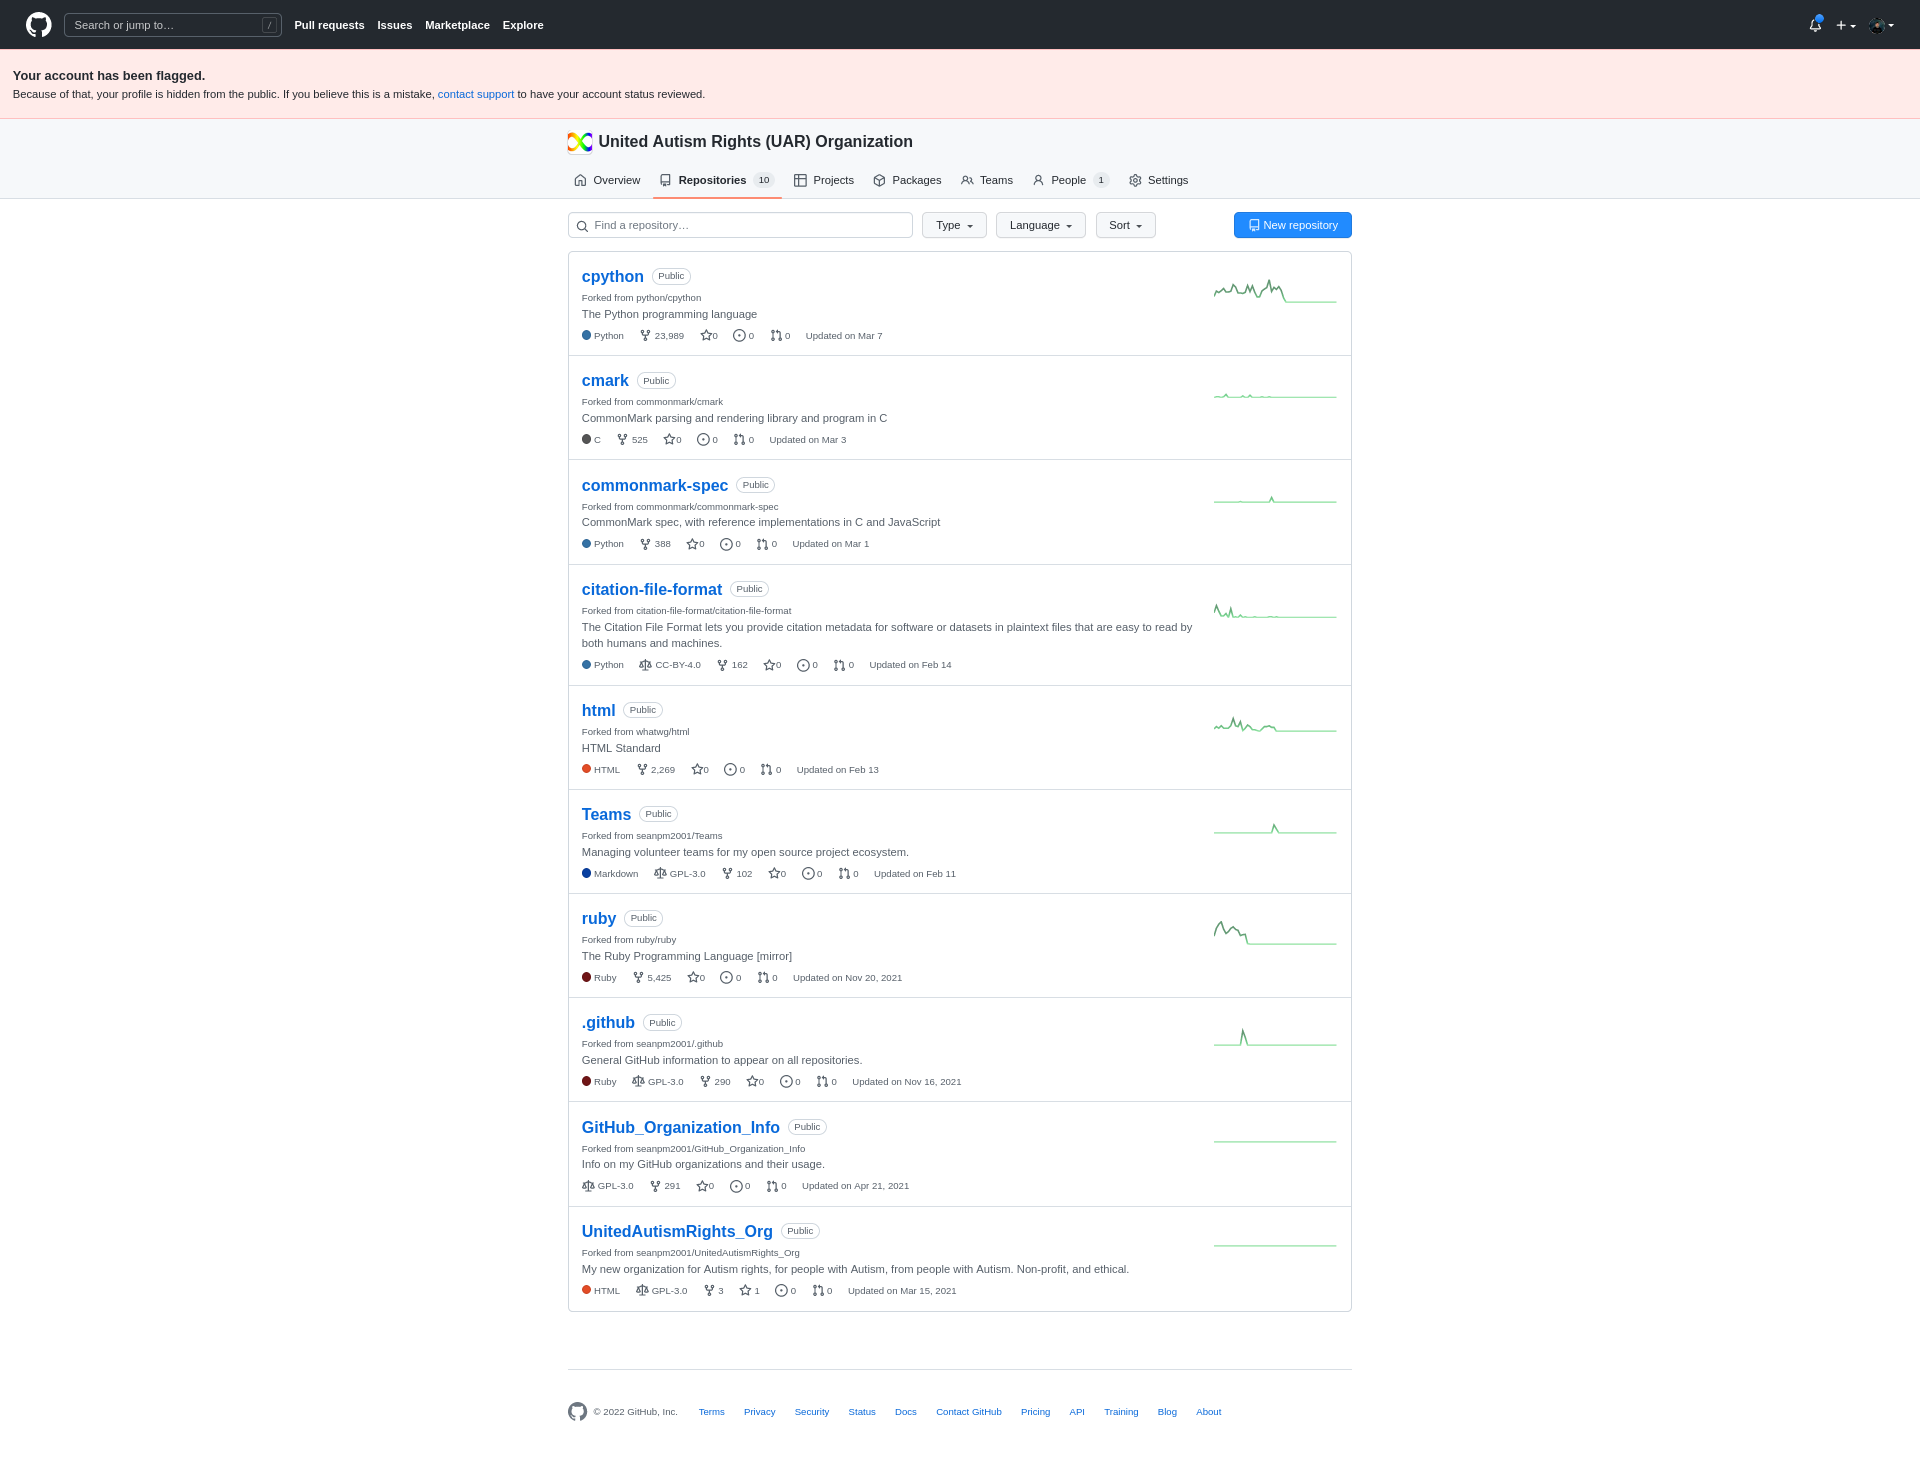 Search or jump to… /
Pull requests Issues Marketplace Explore
Your account has been flagged.
Because of that, your profile is hidden from the public. If you believe this is a mistake, contact support to have your account status reviewed.
United Autism Rights (UAR) Organization
Overview Repositories 10 Projects Packages Teams People 1 Settings
Find a repository… Type Language Sort New repository
cpython Public
Forked from python/cpython
The Python programming language
Python 23,989 0 0 0 Updated on Mar 7
cmark Public
Forked from commonmark/cmark
CommonMark parsing and rendering library and program in C
C 525 0 0 0 Updated on Mar 3
commonmark-spec Public
Forked from commonmark/commonmark-spec
CommonMark spec, with reference implementations in C and JavaScript
Python 388 0 0 0 Updated on Mar 1
citation-file-format Public
Forked from citation-file-format/citation-file-format
The Citation File Format lets you provide citation metadata for software or datasets in plaintext files that are easy to read by
both humans and machines.
Python CC-BY-4.0 162 0 0 0 Updated on Feb 14
html Public
Forked from whatwg/html
HTML Standard
HTML 2,269 0 0 0 Updated on Feb 13
Teams Public
Forked from seanpm2001/Teams
Managing volunteer teams for my open source project ecosystem.
Markdown GPL-3.0 102 0 0 0 Updated on Feb 11
ruby Public
Forked from ruby/ruby
The Ruby Programming Language [mirror]
Ruby 5,425 0 0 0 Updated on Nov 20, 2021
.github Public
Forked from seanpm2001/.github
General GitHub information to appear on all repositories.
Ruby GPL-3.0 290 0 0 0 Updated on Nov 16, 2021
GitHub_Organization_Info Public
Forked from seanpm2001/GitHub_Organization_Info
Info on my GitHub organizations and their usage.
GPL-3.0 291 0 0 0 Updated on Apr 21, 2021
UnitedAutismRights_Org Public
Forked from seanpm2001/UnitedAutismRights_Org
My new organization for Autism rights, for people with Autism, from people with Autism. Non-profit, and ethical.
HTML GPL-3.0 3 1 0 0 Updated on Mar 15, 2021
© 2022 GitHub, Inc. Terms Privacy Security Status Docs Contact GitHub Pricing API Training Blog About